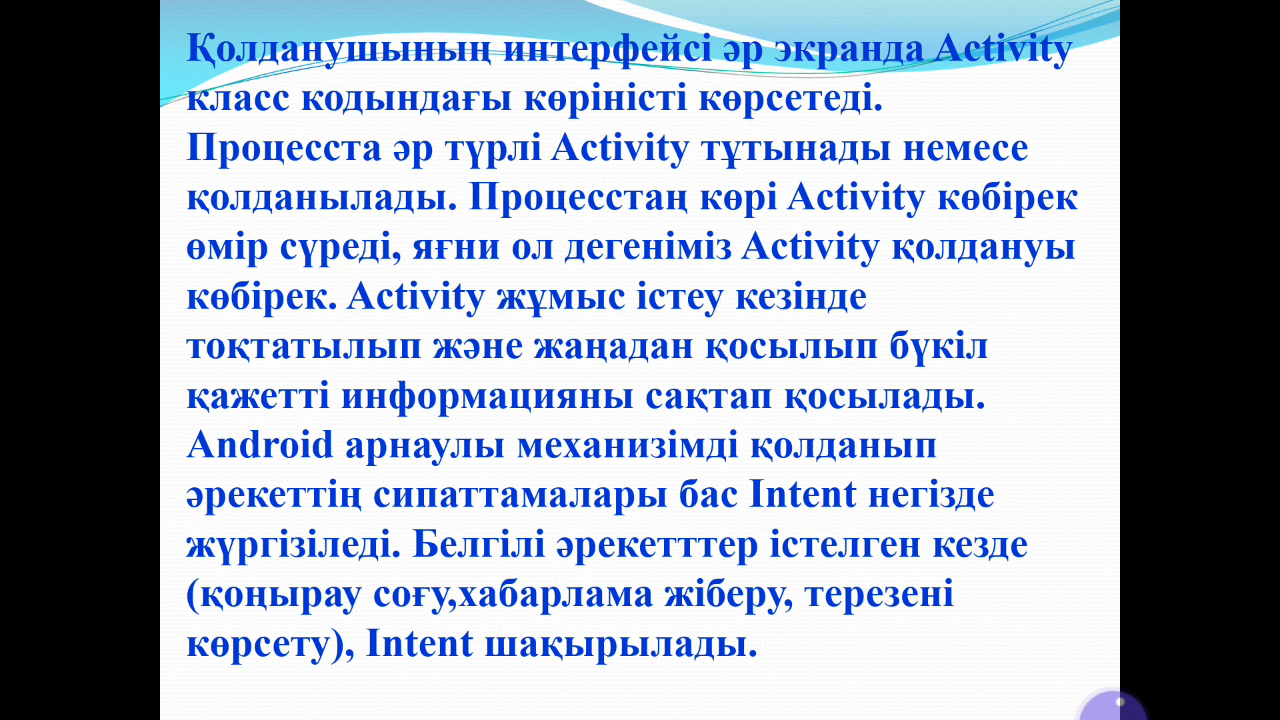 Қолданушының интерфейсі әр экранда Activity
класс кодындағы көріністі көрсетеді.
Процесста әр түрлі Activity тұтынады немесе
қолданылады. Процесстаң көрі Activity көбірек
өмір сүреді, яғни ол дегеніміз Activity қолдануы
көбірек. Activity жұмыс істеу кезінде
тоқтатылып және жаңадан қосылып бүкіл
қажетті информацияны сақтап қосылады.
Android арнаулы механизімді қолданып
әрекеттің сипаттамалары бас Intent негізде
жүргізіледі. Белгілі әрекетттер істелген кезде
(қоңырау соғу,хабарлама жіберу, терезені
көрсету), Intent шақырылады.